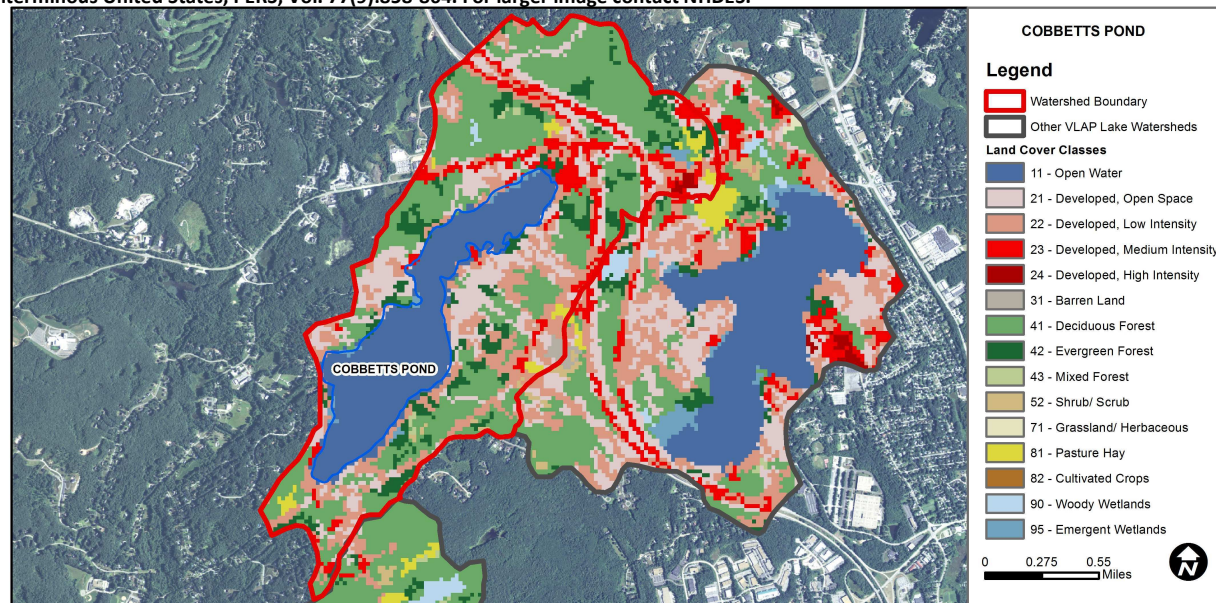 COBBETTS POND
Legend
Watershed Boundary
Other VLAP Lake Watersheds
Land Cover Classes
11 - Open Water
21 - Developed, Open Space
22 - Developed, Low Intensity
23 - Developed, Medium Intensity
24 - Developed, High Intensity
31 - Barren Land
41 - Deciduous Forest
42 - Evergreen Forest
43 - Mixed Forest
52 - Shrub/ Scrub
71 - Grassland/ Herbaceous
81 - Pasture Hay
82 - Cultivated Crops
90 - Woody Wetlands
95 - Emergent Wetlands
0 0.275 0.55
Miles
N
COBBETTS POND